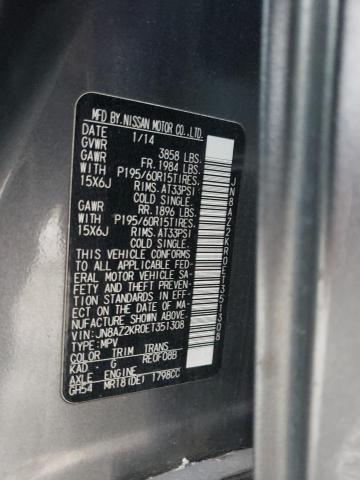 MFD BY.NISSAN MOTOR CO.,LTD.
DATE 1/14
GVWR 3858 LBS.
GAWR FR.1984 LBS.
WITH P195/60R15TIRES,
15X6J RIMS.AT33PSI
COLD SINGLE.
GAWR RR.1896 LBS.
WITH P195/60R15TIRES,
15X6J RIMS.AT33PSI
COLD SINGLE.
THIS VEHICLE CONFORMS
TO ALL APPLICABLE FED-
ERAL MOTOR VEHICLE SA-
FETY AND THEFT PREVEN-
TION STANDARDS IN EFF-
ECT ON THE DATE OF MA-
NUFACTURE SHOWN ABOVE.
VIN:JN8AZ2KR0ET351308
TYPE:MPV
COLOR TRIM TRANS
KAD G RE0F08B
AXLE ENGINE
GH54 MR18(DE) 1798CC
JN8AZ2KR0ET351308